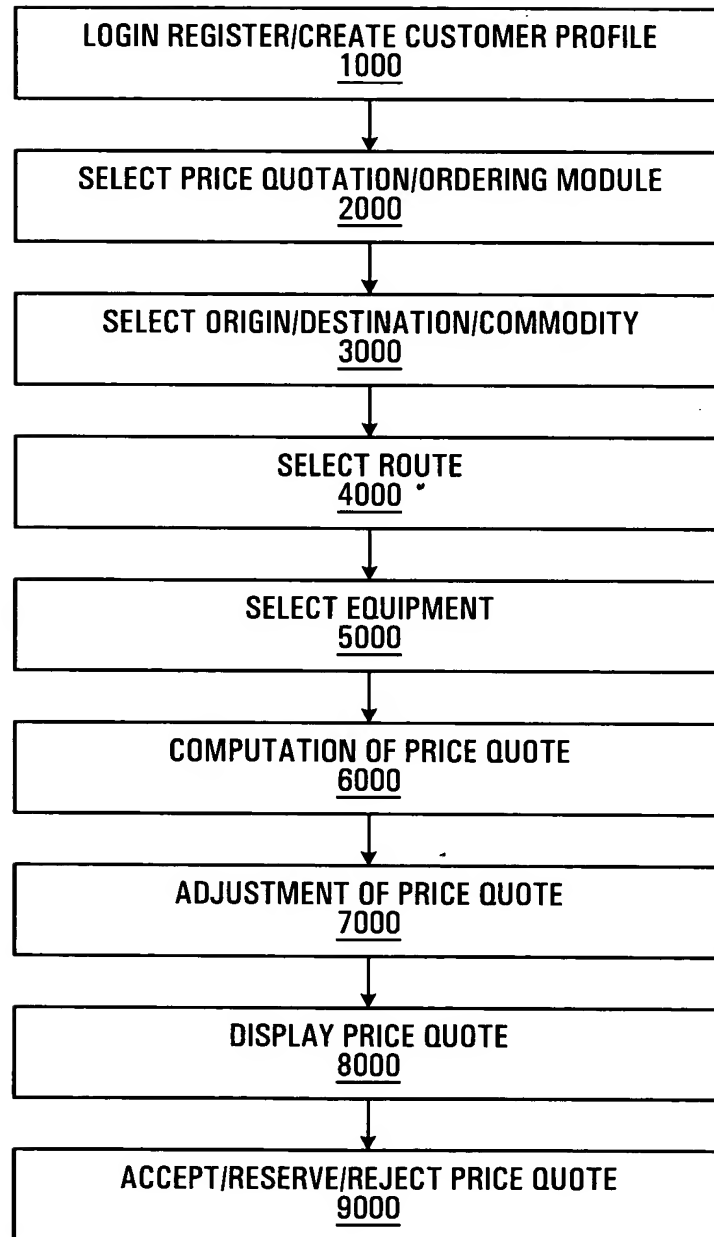 LOGIN REGISTER/CREATE CUSTOMER PROFILE
1000
SELECT PRICE QUOTATION/ORDERING MODULE
2000
SELECT ORIGIN/DESTINATION/COMMODITY
3000
SELECT ROUTE
4000
SELECT EQUIPMENT
5000
COMPUTATION OF PRICE QUOTE
6000
ADJUSTMENT OF PRICE QUOTE
7000
DISPLAY PRICE QUOTE
8000
ACCEPT/RESERVE/REJECT PRICE QUOTE
9000